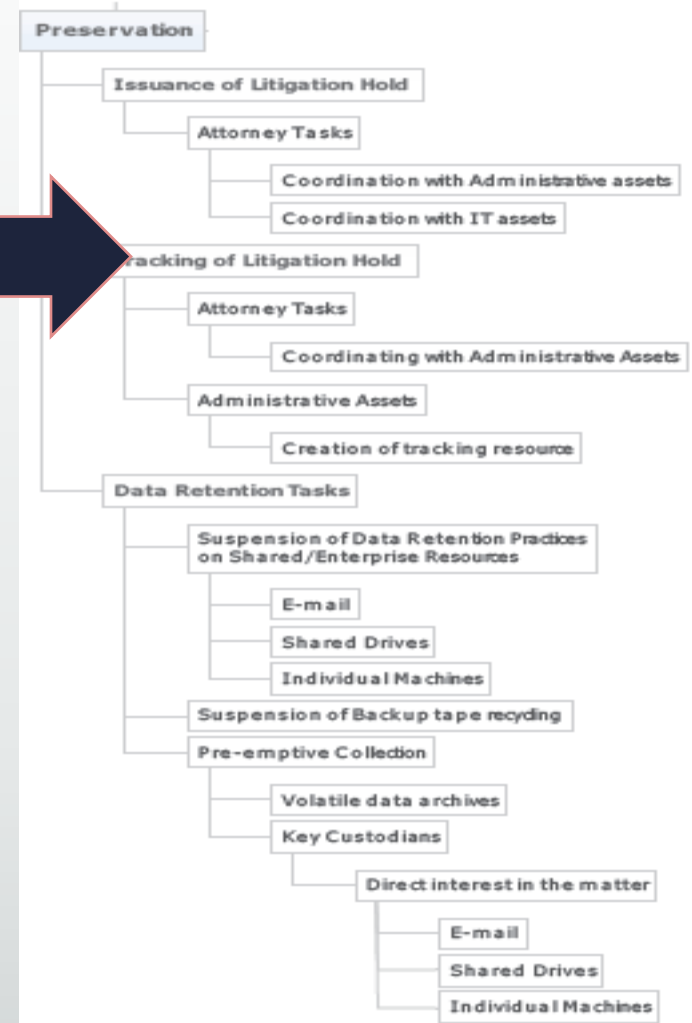 Preservation
Issuance of Litigation Hold
Attorney Tasks
Coordination with Administrative assets
Coordination with IT assets
racking of Litigation Hold
Attorney Tasks
Coordinating with Administrative Assets
Administrative Assets
Creation of tracking resource
Data Retention Tasks
Suspension of Data Retention Practices
on Shared/Enterprise Resources
E-mail
Shared Drives
Individual Machines
Suspension of Backup tape recycling
Pre-emptive Collection
Volatile data archives
Key Custodians
Direct interest in the matter
E-mail
Shared Drives
Individual Machines